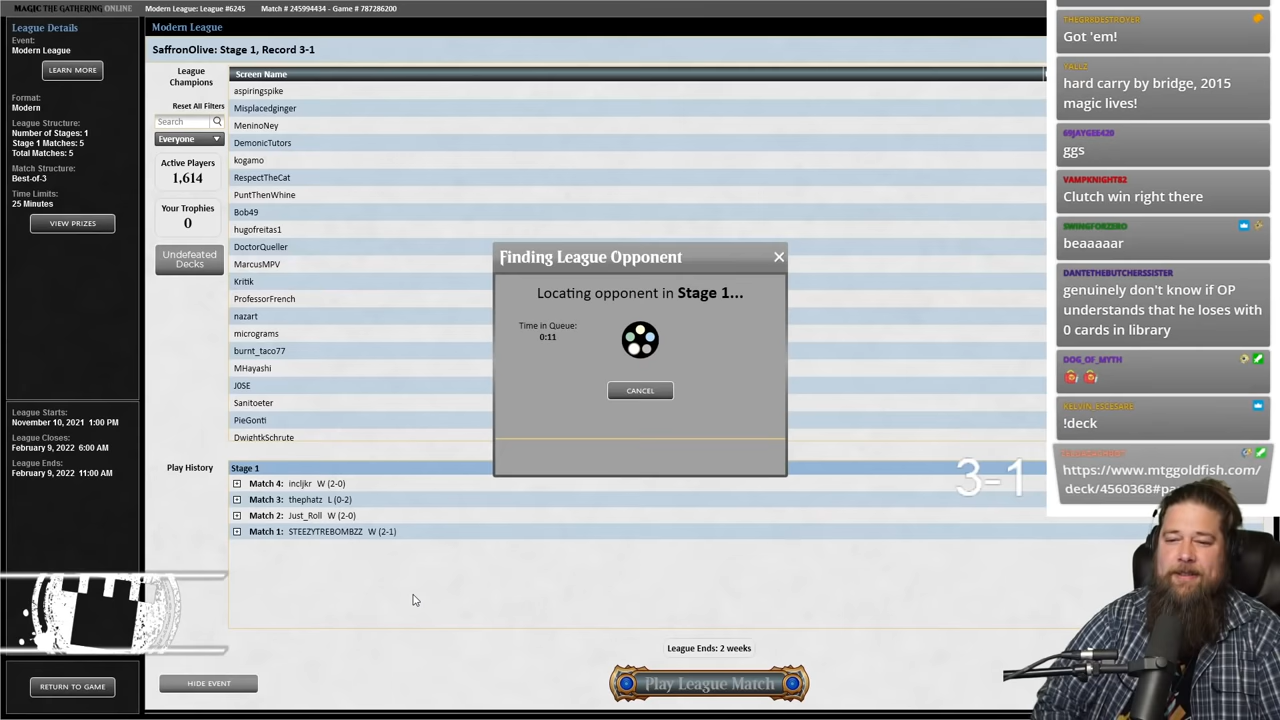 MAGIC THE GATHERING ONLINE
Modern League: League #6245
Match # 245994434 - Game # 787286200
League Details
Event:
Modern League
LEARN MORE
Format:
Modern
League Structure:
Number of Stages: 1
Stage 1 Matches: 5
Total Matches: 5
Match Structure:
Best-of-3
Time Limits:
25 Minutes
VIEW PRIZES
League Starts:
November 10, 2021 1:00 PM
League Closes:
February 9, 2022 6:00 AM
League Ends:
February 9, 2022 11:00 AM
RETURN TO GAME
Modern League
SaffronOlive: Stage 1, Record 3-1
League
Champions
Reset All Filters
Search
Everyone
Active Players
1,614
Your Trophies
0
Undefeated
Decks
Screen Name
aspiringspike
Misplacedginger
MeninoNey
DemonicTutors
kogamo
RespectTheCat
PuntThenWhine
Bob49
hugofreitas1
DoctorQueller
MarcusMPV
Kritik
ProfessorFrench
nazart
micrograms
burnt_taco77
MHayashi
J0SE
Sanitoeter
PieGonti
DwightkSchrute
Finding League Opponent
Locating opponent in Stage 1...
Time in Queue:
0:11
CANCEL
Play History
Stage 1
Match 4: incljkr W (2-0)
Match 3: thephatz L (0-2)
Match 2: Just_Roll W (2-0)
Match 1: STEEZYTREBOMBZZ W (2-1)
3-1
League Ends: 2 weeks
HIDE EVENT
Play League Match
THEGR8DESTROYER
Got 'em!
hard carry by bridge, 2015
magic lives!
69JAYGEE420
ggs
VAMPKNIGHT82
Clutch win right there
SWINGFORZERO
beaaaaar
DANTETHEBUTCHERSSISTER
genuinely don't know if OP
understands that he loses with
0 cards in library
DOG_OF_MYTH
KELVIN_ESCESARE
!deck
https://www.mtggoldfish.com/
deck/4560368#pa